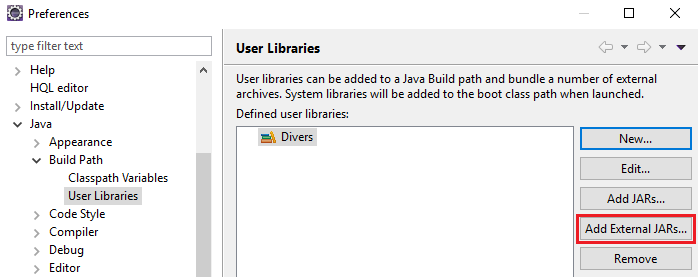 Preferences
type filter text
Help
HQL editor
Install/Update
Java
Appearance
Build Path
Classpath Variables
User Libraries
Code Style
Compiler
Debug
Editor
User Libraries
User libraries can be added to a Java Build path and bundle a number of external
archives. System libraries will be added to the boot class path when launched.
Defined user libraries:
Divers
New...
Edit...
Add JARs...
Add External JARs...
Remove